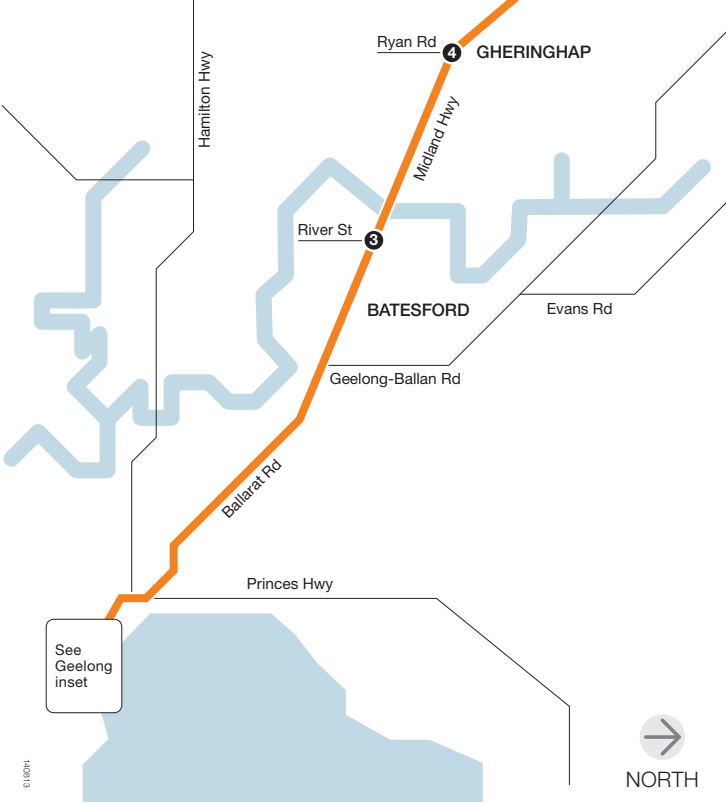 Ryan Rd
4
GHERINGHAP
Hamilton Hwy
Midland Hwy
River St
3
BATESFORD
Evans Rd
Geelong-Ballan Rd
Ballarat Rd
Princes Hwy
See
Geelong
inset
140813
NORTH